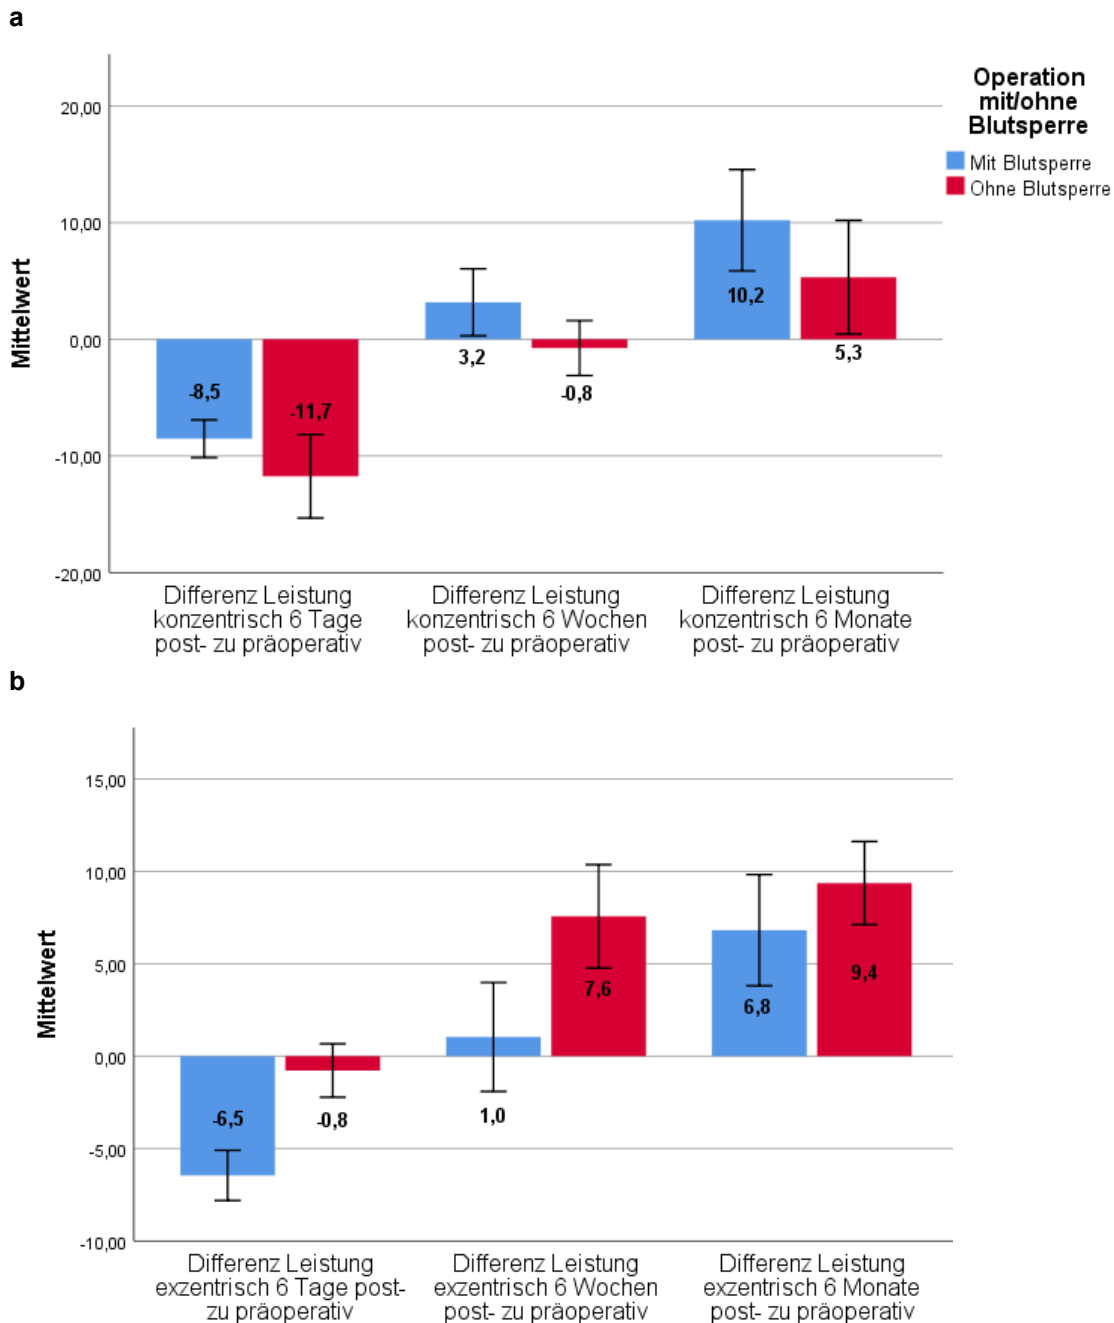 a
Operation
mit/ohne
Blutsperre
Mit Blutsperre
Ohne Blutsperre
Mittelwert
20,00
10,00
0,00
-10,00
-20,00
-8,5
-11,7
3,2
-0,8
10,2
5,3
Differenz Leistung
konzentrisch 6 Tage
post- zu präoperativ
Differenz Leistung
konzentrisch 6 Wochen
post- zu präoperativ
Differenz Leistung
konzentrisch 6 Monate
post- zu präoperativ
b
Mittelwert
15,00
10,00
5,00
0,00
-5,00
-10,00
-6,5
-0,8
1,0
7,6
6,8
9,4
Differenz Leistung
exzentrisch 6 Tage post-
zu präoperativ
Differenz Leistung
exzentrisch 6 Wochen
post- zu präoperativ
Differenz Leistung
exzentrisch 6 Monate
post- zu präoperativ